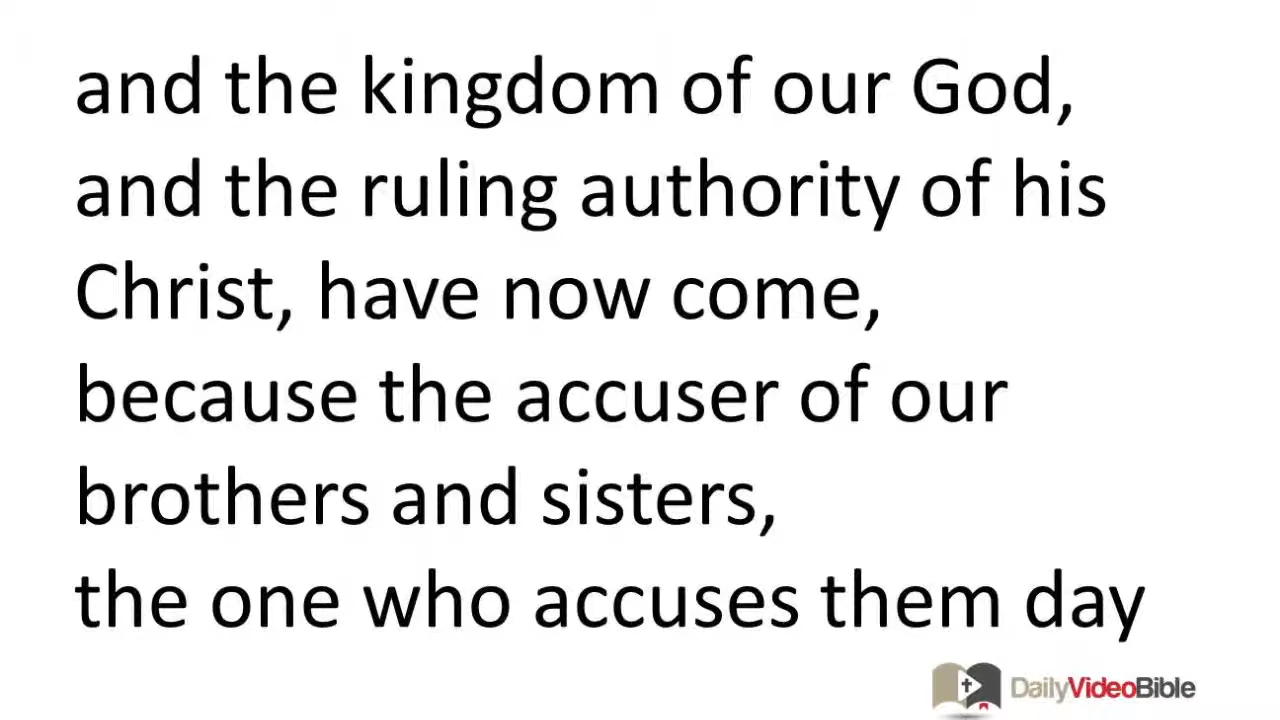 and the kingdom of our God,
and the ruling authority of his
Christ, have now come,
because the accuser of our
brothers and sisters,
the one who accuses them day
DailyVideoBible